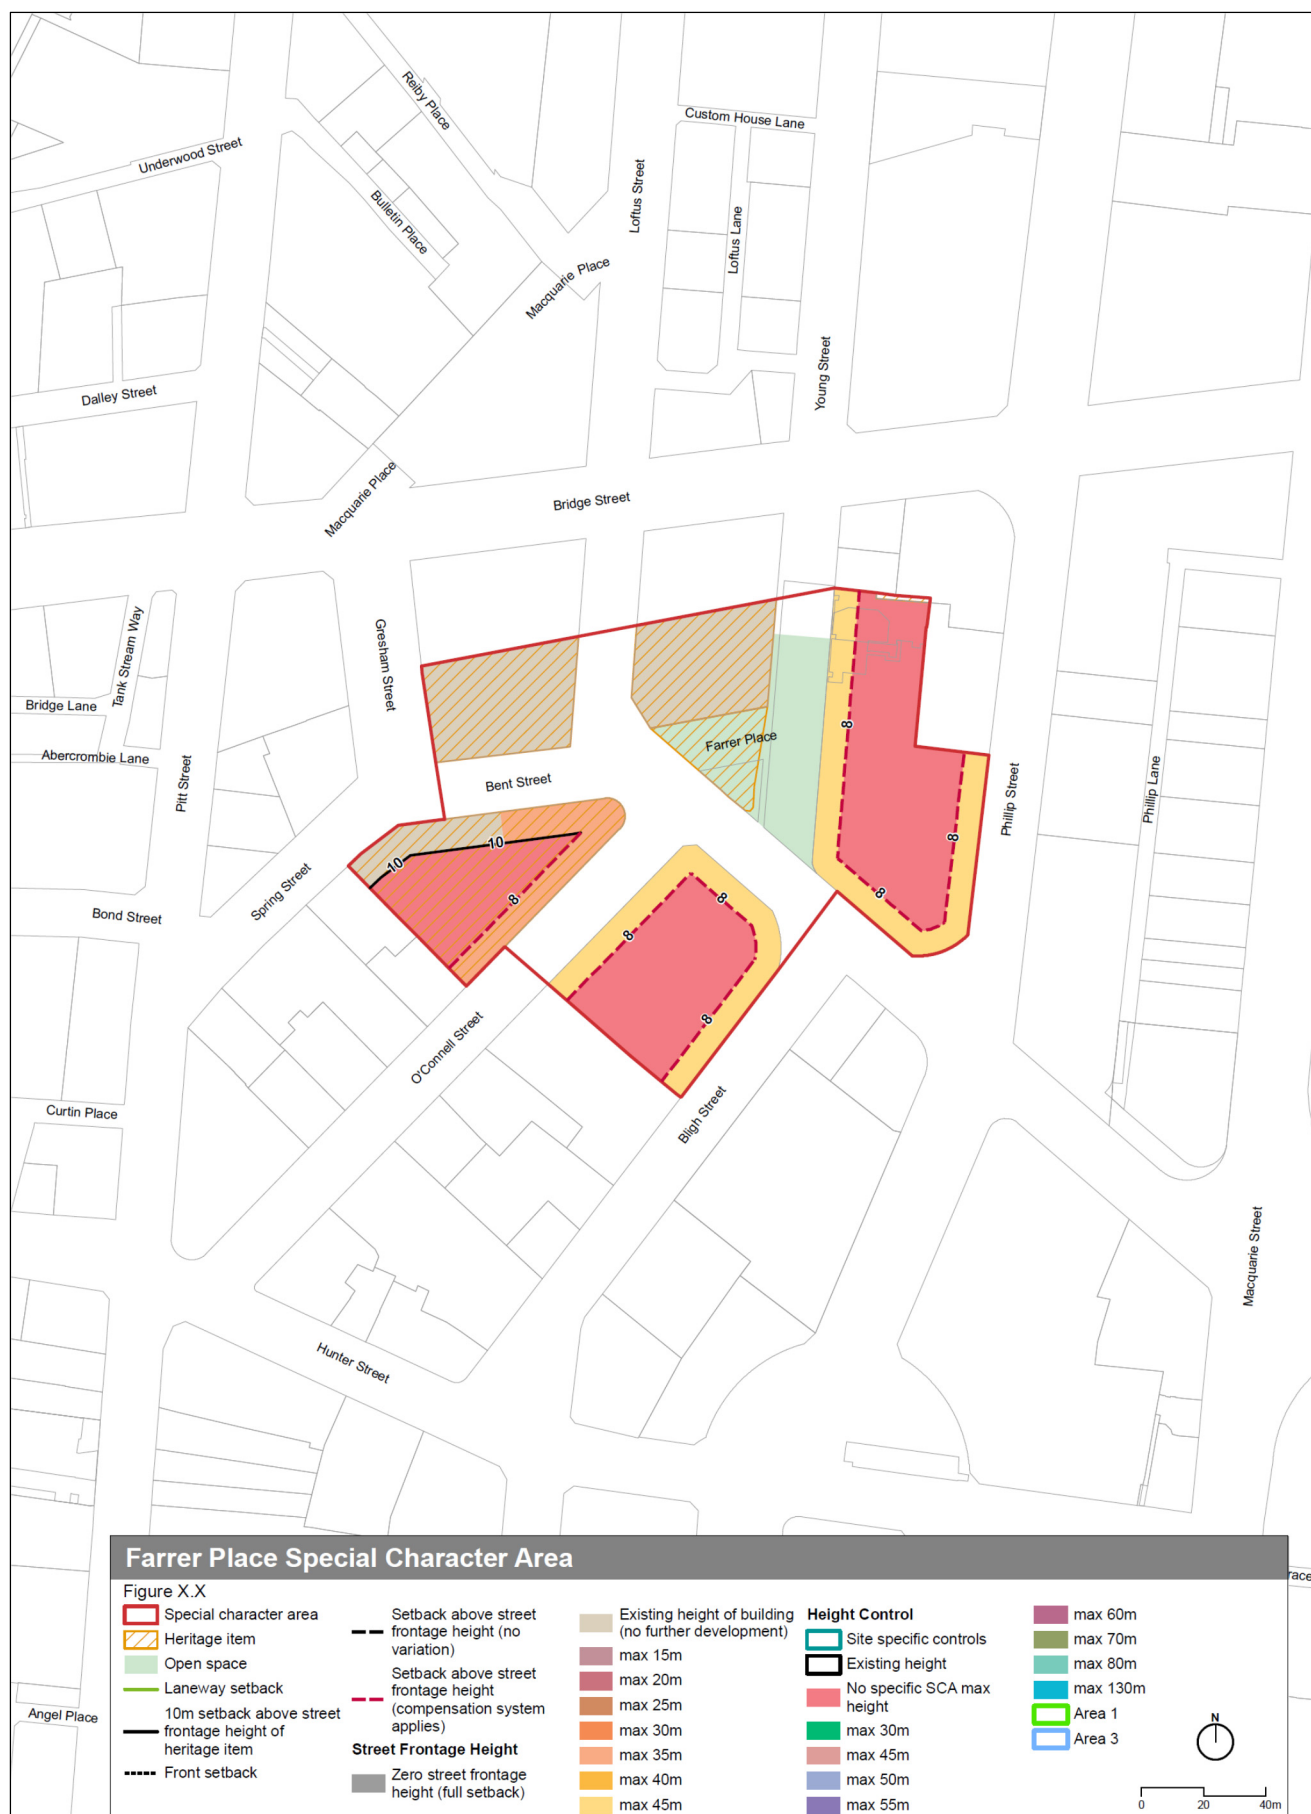 Reiby Place
Custom House Lane
Underwood Street
Loftus Street
Bulletin Place
Loftus Lane
Macquarie Place
Young Street
Dalley Street
Macquarie Place
Bridge Street
Tank Stream Way
Gresham Street
Bridge Lane
8
Farrer Place
Abercrombie Lane
Pitt Street
Bent Street
Phillip Street
Phillip Lane
10
10
8
Spring Street
8
8
8
Bond Street
8
8
O'Connell Street
Curtin Place
Bligh Street
Macquarie Street
Hunter Street
Angel Place
race
Farrer Place Special Character Area
Figure X.X
Special character area
Heritage item
Open space
Laneway setback
10m setback above street
frontage height of
heritage item
Front setback
Setback above street
frontage height (no
variation)
Setback above street
frontage height
(compensation system
applies)
Street Frontage Height
Zero street frontage
height (full setback)
Existing height of building
(no further development)
max 15m
max 20m
max 25m
max 30m
max 35m
max 40m
max 45m
Height Control
Site specific controls
Existing height
No specific SCA max
height
max 30m
max 45m
max 50m
max 55m
max 60m
max 70m
max 80m
max 130m
Area 1
Area 3
N
0 20 40m